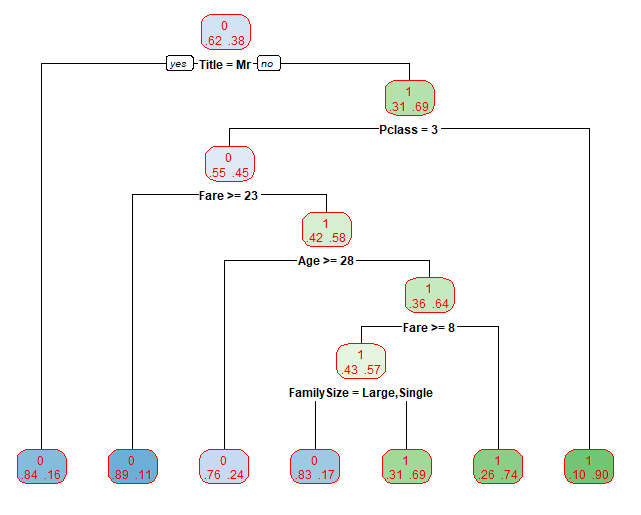 0
.62 .38
yes Title = Mr no
1
.31 .69
Pclass = 3
0
.55 .45
Fare >= 23
1
.42 .58
Age >= 28
1
.36 .64
Fare >= 8
1
.43 .57
FamilySize = Large,Single
0 0 0 0 1 1 1
.84 .16 .89 .11 .76 .24 .83 .17 .31 .69 .26 .74 .10 .90